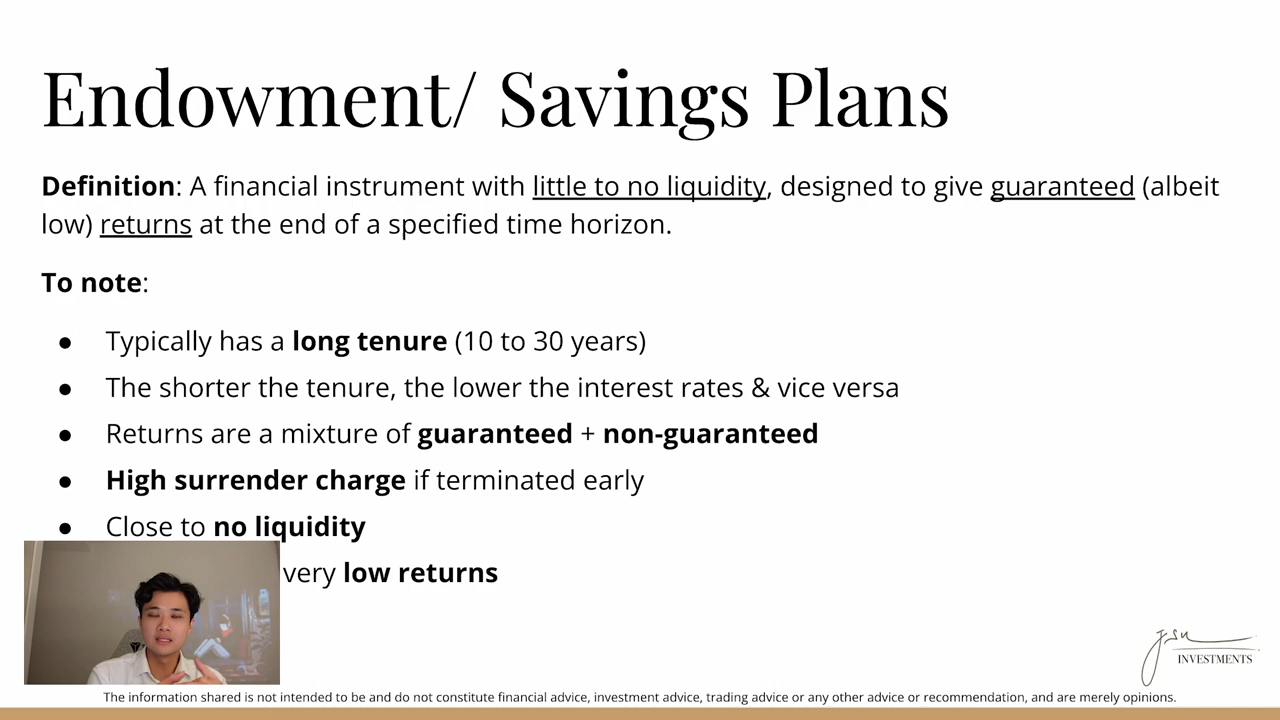 Endowment/ Savings Plans
Definition: A financial instrument with little to no liquidity, designed to give guaranteed (albeit
low) returns at the end of a specified time horizon.
To note:
● Typically has a long tenure (10 to 30 years)
● The shorter the tenure, the lower the interest rates & vice versa
● Returns are a mixture of guaranteed + non-guaranteed
● High surrender charge if terminated early
● Close to no liquidity
very low returns
INVESTMENTS
The information shared is not intended to be and do not constitute financial advice, investment advice, trading advice or any other advice or recommendation, and are merely opinions.